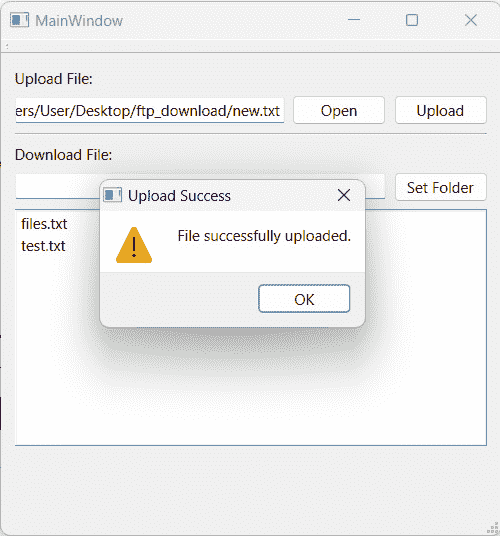 MainWindow
Upload File:
ers/User/Desktop/ftp_download/new.txt Open Upload
Download File:
Set Folder
Upload Success
files.txt
test.txt
File successfully uploaded.
OK